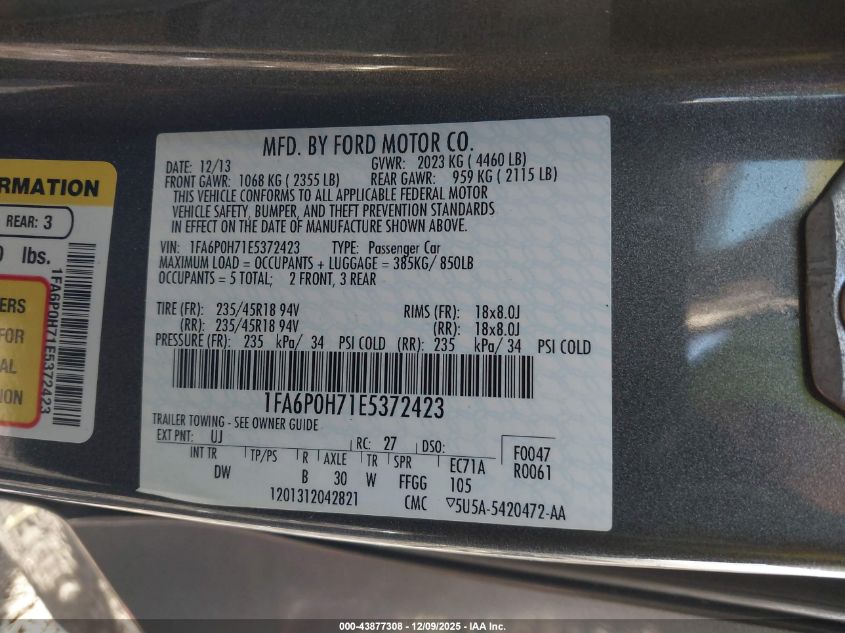 MFD. BY FORD MOTOR CO.
DATE: 12/13 GVWR: 2023 KG ( 4460 LB)
FRONT GAWR: 1068 KG ( 2355 LB) REAR GAWR: 959 KG ( 2115 LB)
THIS VEHICLE CONFORMS TO ALL APPLICABLE FEDERAL MOTOR
VEHICLE SAFETY, BUMPER, AND THEFT PREVENTION STANDARDS
IN EFFECT ON THE DATE OF MANUFACTURE SHOWN ABOVE.
VIN: 1FA6P0H71E5372423 TYPE: Passenger Car
MAXIMUM LOAD = OCCUPANTS + LUGGAGE = 385KG/ 850LB
OCCUPANTS = 5 TOTAL; 2 FRONT, 3 REAR
TIRE (FR): 235/45R18 94V RIMS (FR): 18x8.0J
(RR): 235/45R18 94V (RR): 18x8.0J
PRESSURE (FR): 235 kPa/ 34 PSI COLD (RR): 235 kPa/ 34 PSI COLD
1FA6P0H71E5372423
TRAILER TOWING - SEE OWNER GUIDE
EXT PNT: UJ RC: 27 DSO: F0047
INT TR TP/PS R AXLE TR SPR EC71A R0061
DW B 30 W FFGG 105
1201312042821 CMC ▽5U5A-5420472-AA
ORMATION
REAR: 3
0 lbs.
1FA6P0H71E5372423
ERS
FOR
AL
ION
000-43877308 - 12/09/2025 - IAA Inc.